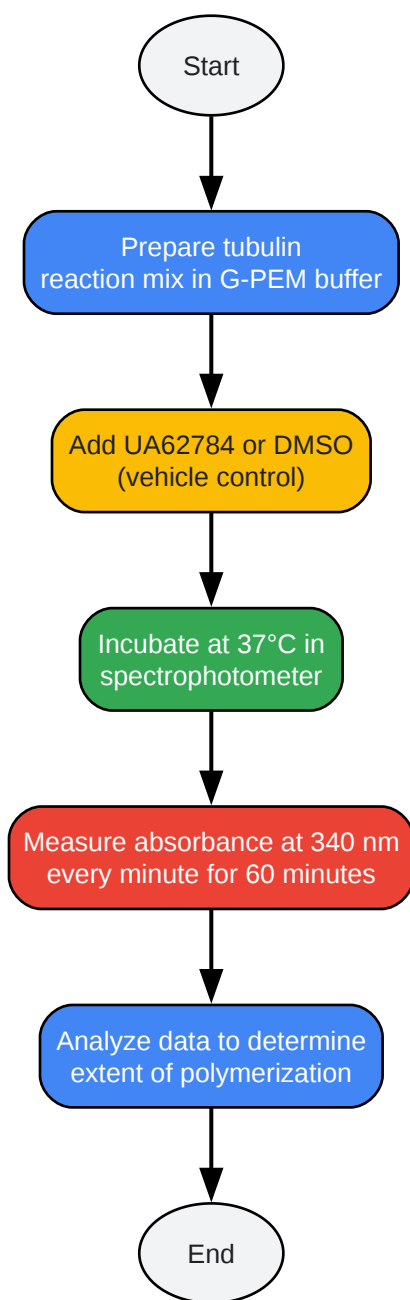 Start
Prepare tubulin
reaction mix in G-PEM buffer
Add UA62784 or DMSO
(vehicle control)
Incubate at 37°C in
spectrophotometer
Measure absorbance at 340 nm
every minute for 60 minutes
Analyze data to determine
extent of polymerization
End